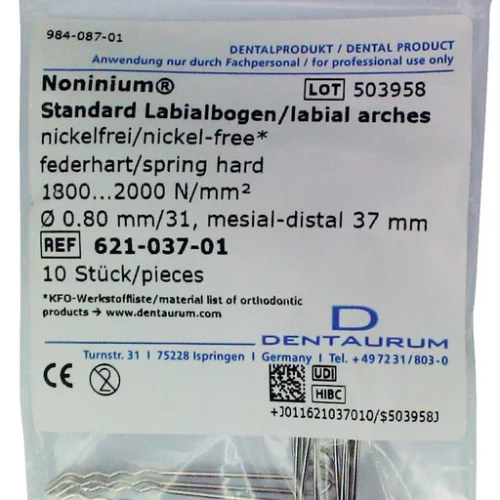 984-087-01
DENTALPRODUKT / DENTAL PRODUCT
Anwendung nur durch Fachpersonal / for professional use only
Noninium® LOT 503958
Standard Labialbogen/labial arches
nickelfrei/nickel-free*
federhart/spring hard
1800...2000 N/mm²
Ø 0.80 mm/31, mesial-distal 37 mm
REF 621-037-01
10 Stück/pieces
*KFO-Werkstoffliste/material list of orthodontic
products → www.dentaurum.com
D
DENTAURUM
Turnstr. 31 I 75228 Ispringen I Germany I Tel. +497231/803-0
CE 2 UDI
HIBC
+J011621037010/$503958J